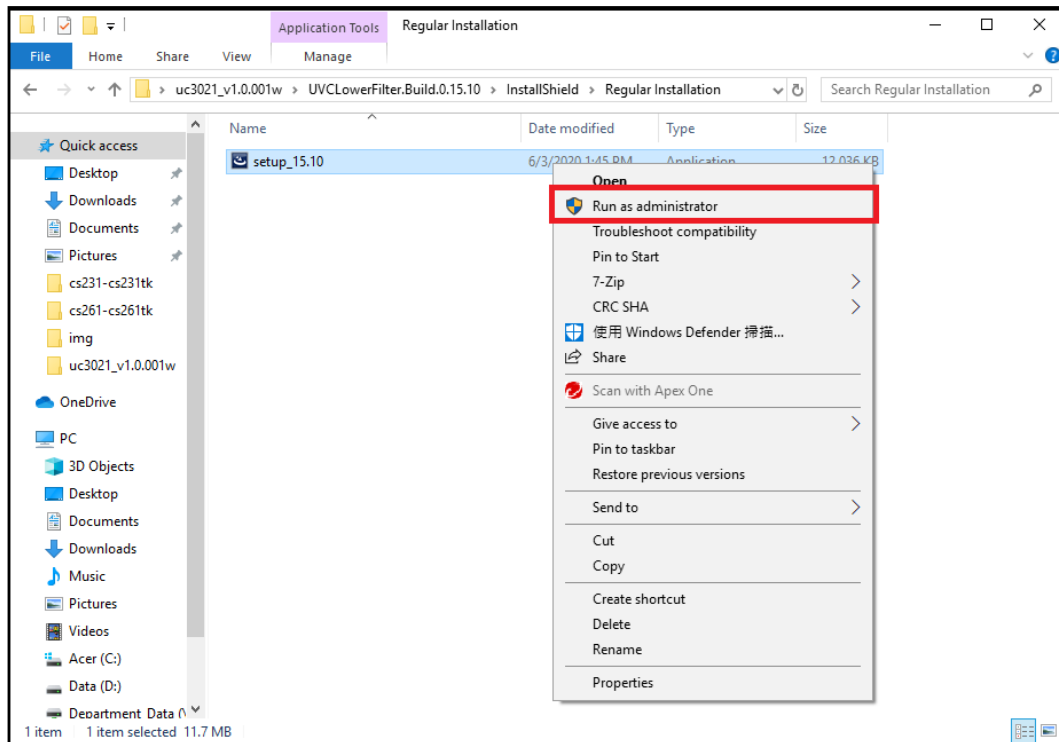 Application Tools
Regular Installation
File
Home
Share
View
Manage
uc3021_v1.0.001w
UVCLowerFilter.Build.0.15.10
InstallShield
Regular Installation
Search Regular Installation
Name
Date modified
Type
Size
Quick access
Desktop
Downloads
Documents
Pictures
cs231-cs231tk
cs261-cs261tk
img
uc3021_v1.0.001w
OneDrive
PC
3D Objects
Desktop
Documents
Downloads
Music
Pictures
Videos
Acer (C:)
Data (D:)
Department Data (\
setup_15.10
6/3/2020 1:45 PM
Application
12,036 KB
Open
Run as administrator
Troubleshoot compatibility
Pin to Start
7-Zip
CRC SHA
使用 Windows Defender 掃描...
Share
Scan with Apex One
Give access to
Pin to taskbar
Restore previous versions
Send to
Cut
Copy
Create shortcut
Delete
Rename
Properties
1 item
1 item selected 11.7 MB